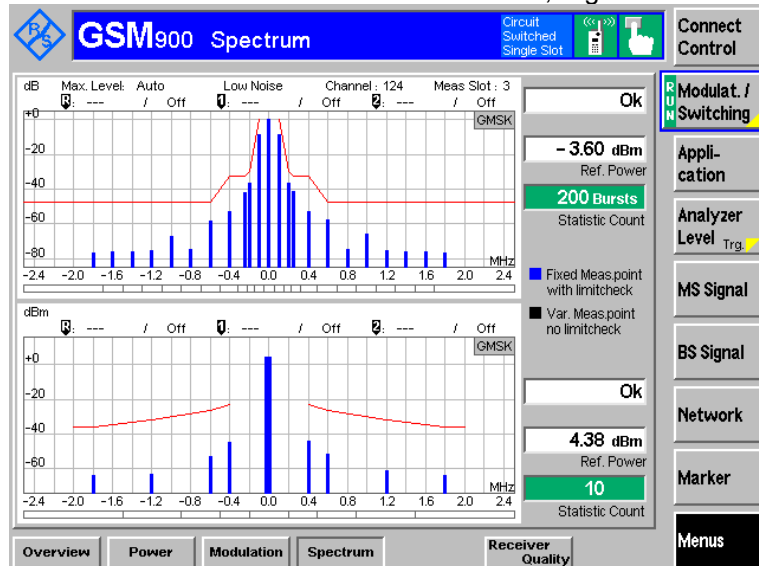 R/S
GSM900 Spectrum
Circuit Switched Single Slot
Connect Control
dB Max. Level: Auto Low Noise Channel : 124 Meas Slot : 3
R: --- / Off 1: --- / Off 2: --- / Off
GMSK
+0
-20
-40
-60
-80
MHz
-2.4 -2.0 -1.6 -1.2 -0.8 -0.4 0.0 0.4 0.8 1.2 1.6 2.0 2.4
Ok
- 3.60 dBm
Ref. Power
200 Bursts
Statistic Count
Fixed Meas.point
with limitcheck
Var. Meas.point
no limitcheck
dBm
R: --- / Off 1: --- / Off 2: --- / Off
GMSK
+0
-20
-40
-60
MHz
-2.4 -2.0 -1.6 -1.2 -0.8 -0.4 0.0 0.4 0.8 1.2 1.6 2.0 2.4
Ok
4.38 dBm
Ref. Power
10
Statistic Count
RUN
Modulat. /
Switching
Appli-
cation
Analyzer
Level Trg.
MS Signal
BS Signal
Network
Marker
Menus
Overview Power Modulation Spectrum Receiver Quality